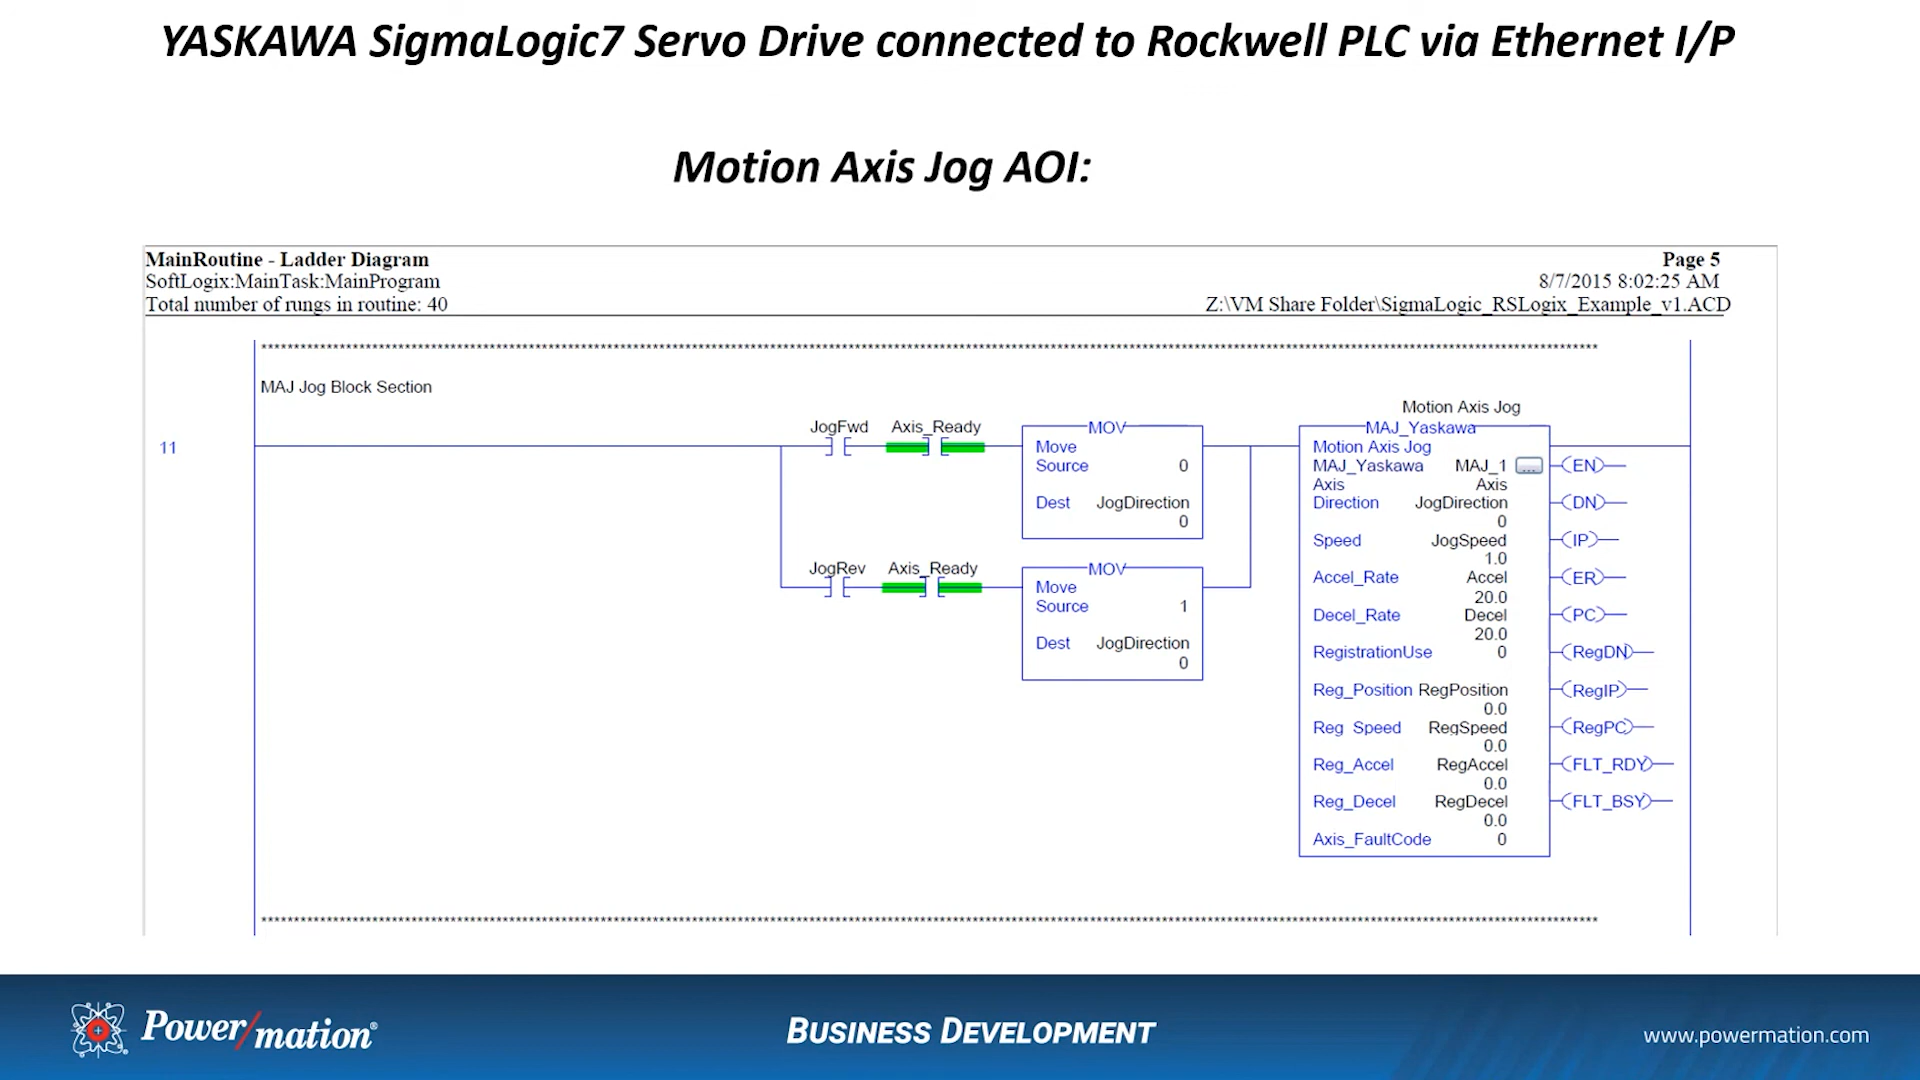 YASKAWA SigmaLogic7 Servo Drive connected to Rockwell PLC via Ethernet I/P
Motion Axis Jog AOI:
MainRoutine - Ladder Diagram
Page 5
SoftLogix:MainTask:MainProgram
8/7/2015 8:02:25 AM
Total number of rungs in routine: 40
Z:\VM Share Folder\SigmaLogic_RSLogix_Example_v1.ACD
MAJ Jog Block Section
11
JogFwd
Axis_Ready
MOV
Move
Source 0
Dest JogDirection
0
JogRev
Axis_Ready
MOV
Move
Source 1
Dest JogDirection
0
Motion Axis Jog
MAJ_Yaskawa
Motion Axis Jog
MAJ_Yaskawa MAJ_1 ...
Axis Axis
Direction JogDirection
0
Speed JogSpeed
1.0
Accel_Rate Accel
20.0
Decel_Rate Decel
20.0
RegistrationUse 0
Reg_Position RegPosition
0.0
Reg_Speed RegSpeed
0.0
Reg_Accel RegAccel
0.0
Reg_Decel RegDecel
0.0
Axis_FaultCode 0
EN
DN
IP
ER
PC
RegDN
RegIP
RegPC
FLT_RDY
FLT_BSY
Power/mation®
BUSINESS DEVELOPMENT
www.powermation.com